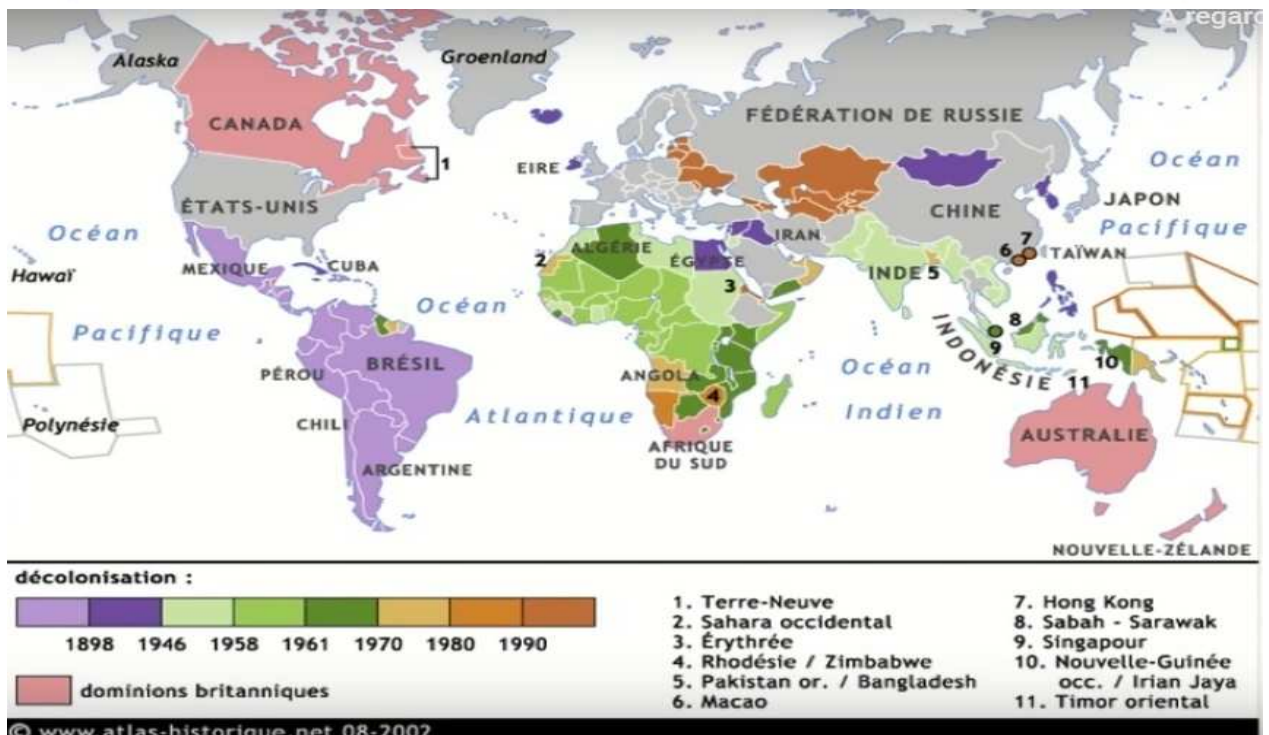 À regard
Alaska
Groenland
CANADA
FÉDÉRATION DE RUSSIE
1
EIRE
Océan
ÉTATS-UNIS
CHINE
JAPON
Pacifique
Océan
ALGÉRIE
IRAN
7
6
TAÏWAN
Hawaï
MEXIQUE
CUBA
2
ÉGYPTE
INDE
5
3
Océan
Pacifique
8
INDONÉSIE
9
BRÉSIL
10
PÉROU
ANGOLA
Océan
11
4
Polynésie
Atlantique
Indien
CHILI
AUSTRALIE
AFRIQUE
DU SUD
ARGENTINE
NOUVELLE-ZÉLANDE
décolonisation :
1898 1946 1958 1961 1970 1980 1990
dominions britanniques
1. Terre-Neuve
2. Sahara occidental
3. Érythrée
4. Rhodésie / Zimbabwe
5. Pakistan or. / Bangladesh
6. Macao
7. Hong Kong
8. Sabah - Sarawak
9. Singapour
10. Nouvelle-Guinée
occ. / Irian Jaya
11. Timor oriental
© www.atlas-historique.net 08-2002